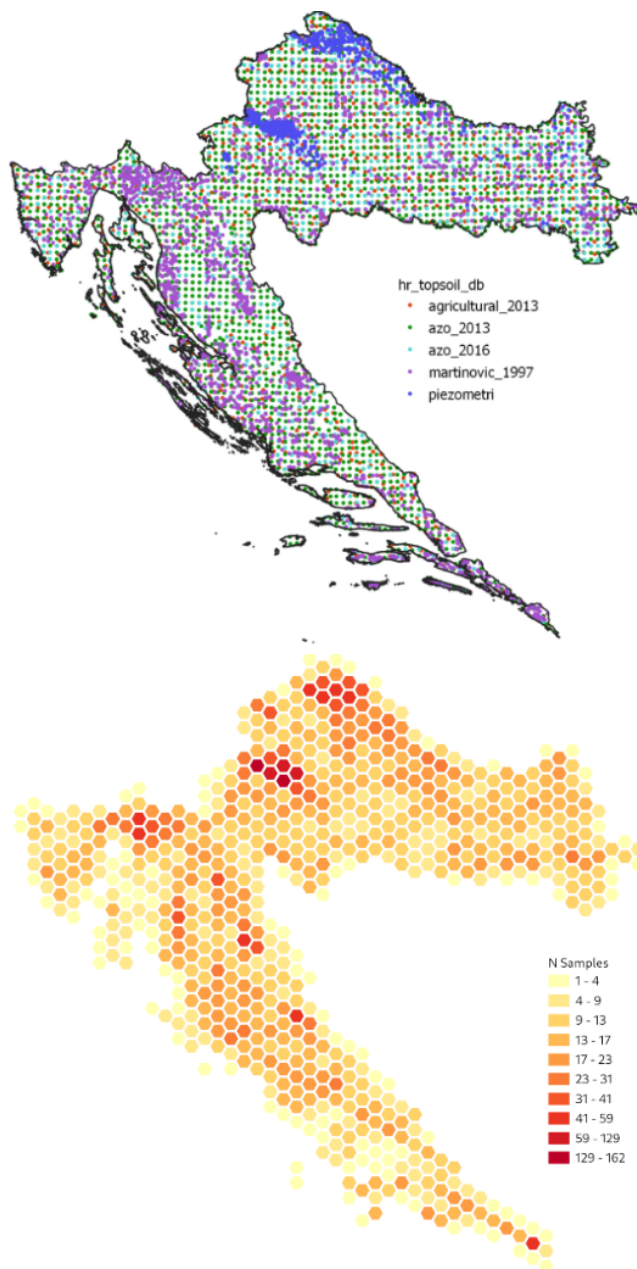 hr_topsoil_db
agricultural_2013
azo_2013
azo_2016
martinovic_1997
piezometri
N Samples
1 - 4
4 - 9
9 - 13
13 - 17
17 - 23
23 - 31
31 - 41
41 - 59
59 - 129
129 - 162